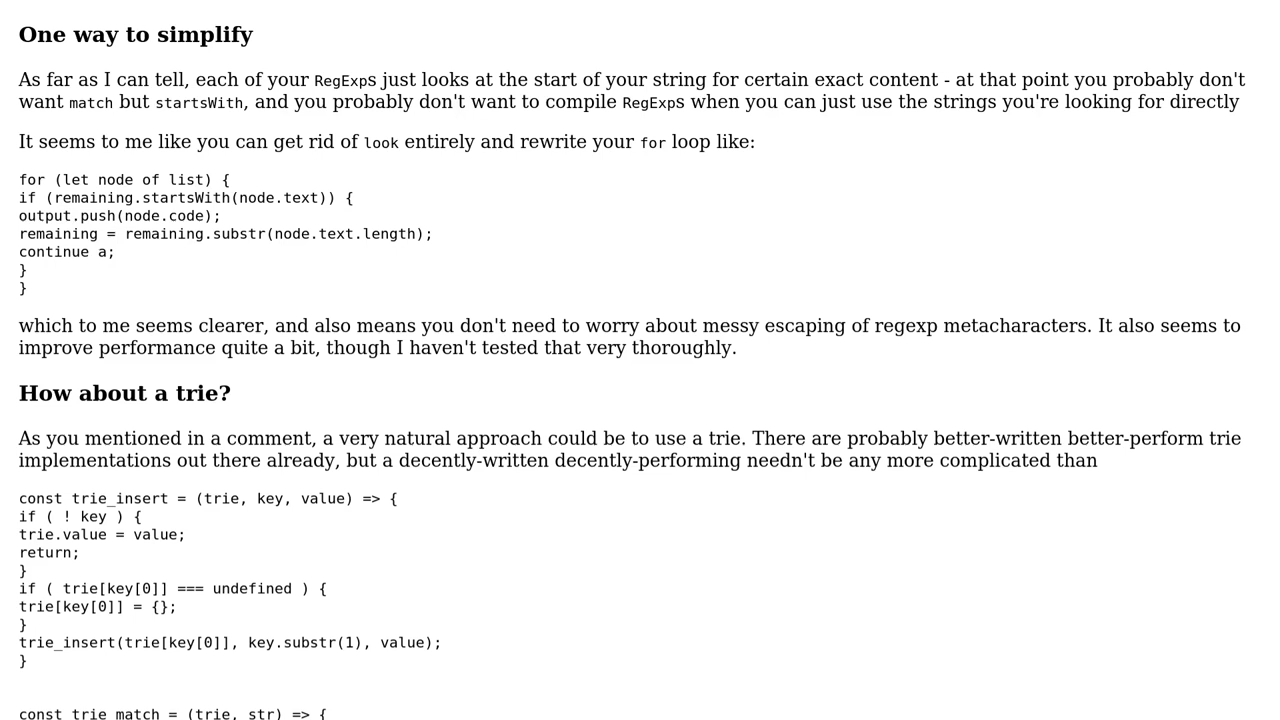 One way to simplify
As far as I can tell, each of your RegExps just looks at the start of your string for certain exact content - at that point you probably don't
want match but startsWith, and you probably don't want to compile RegExps when you can just use the strings you're looking for directly
It seems to me like you can get rid of look entirely and rewrite your for loop like:
for (let node of list) {
if (remaining.startsWith(node.text)) {
output.push(node.code);
remaining = remaining.substr(node.text.length);
continue a;
}
}
which to me seems clearer, and also means you don't need to worry about messy escaping of regexp metacharacters. It also seems to
improve performance quite a bit, though I haven't tested that very thoroughly.
How about a trie?
As you mentioned in a comment, a very natural approach could be to use a trie. There are probably better-written better-perform trie
implementations out there already, but a decently-written decently-performing needn't be any more complicated than
const trie_insert = (trie, key, value) => {
if ( ! key ) {
trie.value = value;
return;
}
if ( trie[key[0]] === undefined ) {
trie[key[0]] = {};
}
trie_insert(trie[key[0]], key.substr(1), value);
}
const trie_match = (trie, str) => {